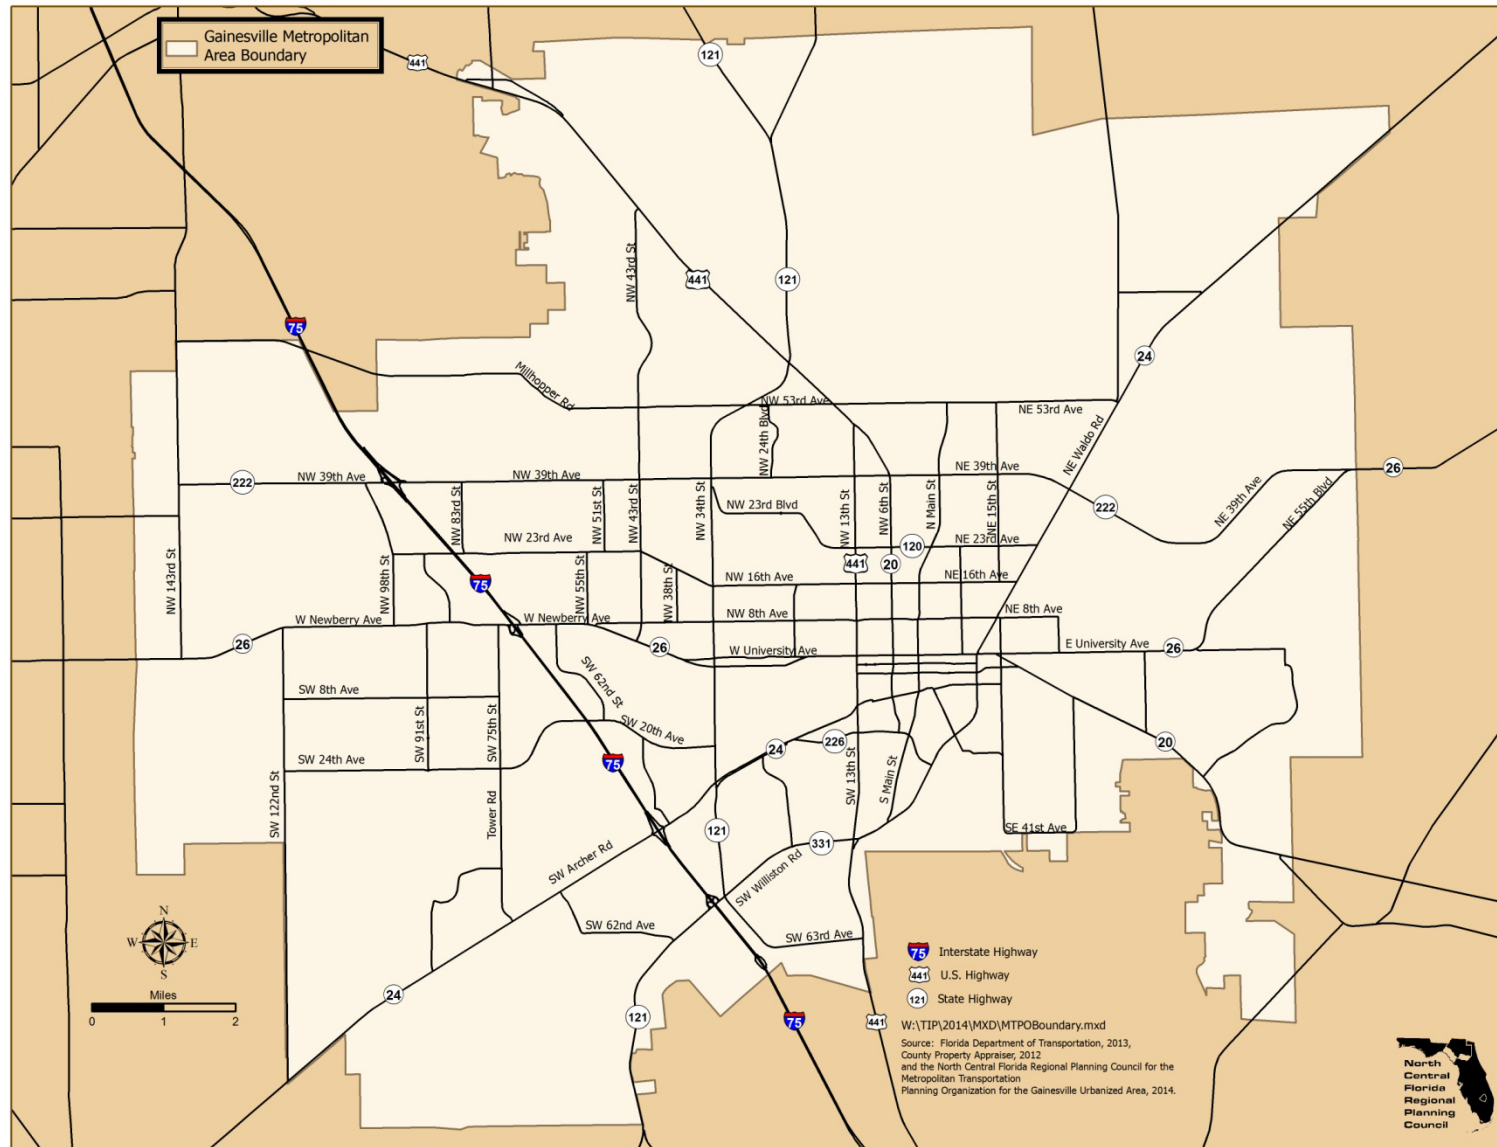 Gainesville Metropolitan
Area Boundary
121
441
NW 43rd St
441
121
75
24
Millhopper Rd
NW 53rd Ave
NE 53rd Ave
NW 24th Blvd
NE Waldo Rd
26
222
NW 39th Ave
NW 39th Ave
NE 39th Ave
NW 83rd St
NW 51st St
NW 43rd St
NW 34th St
NW 23rd Blvd
NW 13th St
NW 6th St
N Main St
NE 15th St
222
NE 39th Ave
NE 55th Blvd
NW 23rd Ave
120
NE 23rd Ave
441
20
NW 143rd St
NW 98th St
75
NW 55th St
NW 38th St
NW 16th Ave
NE 16th Ave
W Newberry Ave
W Newberry Ave
NW 8th Ave
NE 8th Ave
26
26
W University Ave
E University Ave
26
SW 62nd St
SW 8th Ave
SW 91st St
SW 75th St
SW 20th Ave
24
226
20
SW 24th Ave
75
SW 13th St
S Main St
SW 122nd St
Tower Rd
121
331
SE 41st Ave
SW Archer Rd
SW Williston Rd
SW 62nd Ave
SW 63rd Ave
N
W
E
S
Miles
0
1
2
24
121
75
441
75
Interstate Highway
441
U.S. Highway
121
State Highway
W:\TIP\2014\MXD\MTPOBoundary.mxd
Source: Florida Department of Transportation, 2013,
County Property Appraiser, 2012
and the North Central Florida Regional Planning Council for the
Metropolitan Transportation
Planning Organization for the Gainesville Urbanized Area, 2014.
North
Central
Florida
Regional
Planning
Council